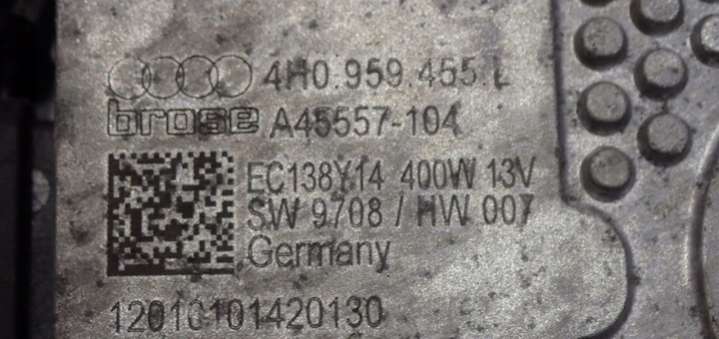 4H0.959.455.L
brose A45557-104
EC138Y14 400W 13V
SW 9708 / HW 007
Germany
12010101420130